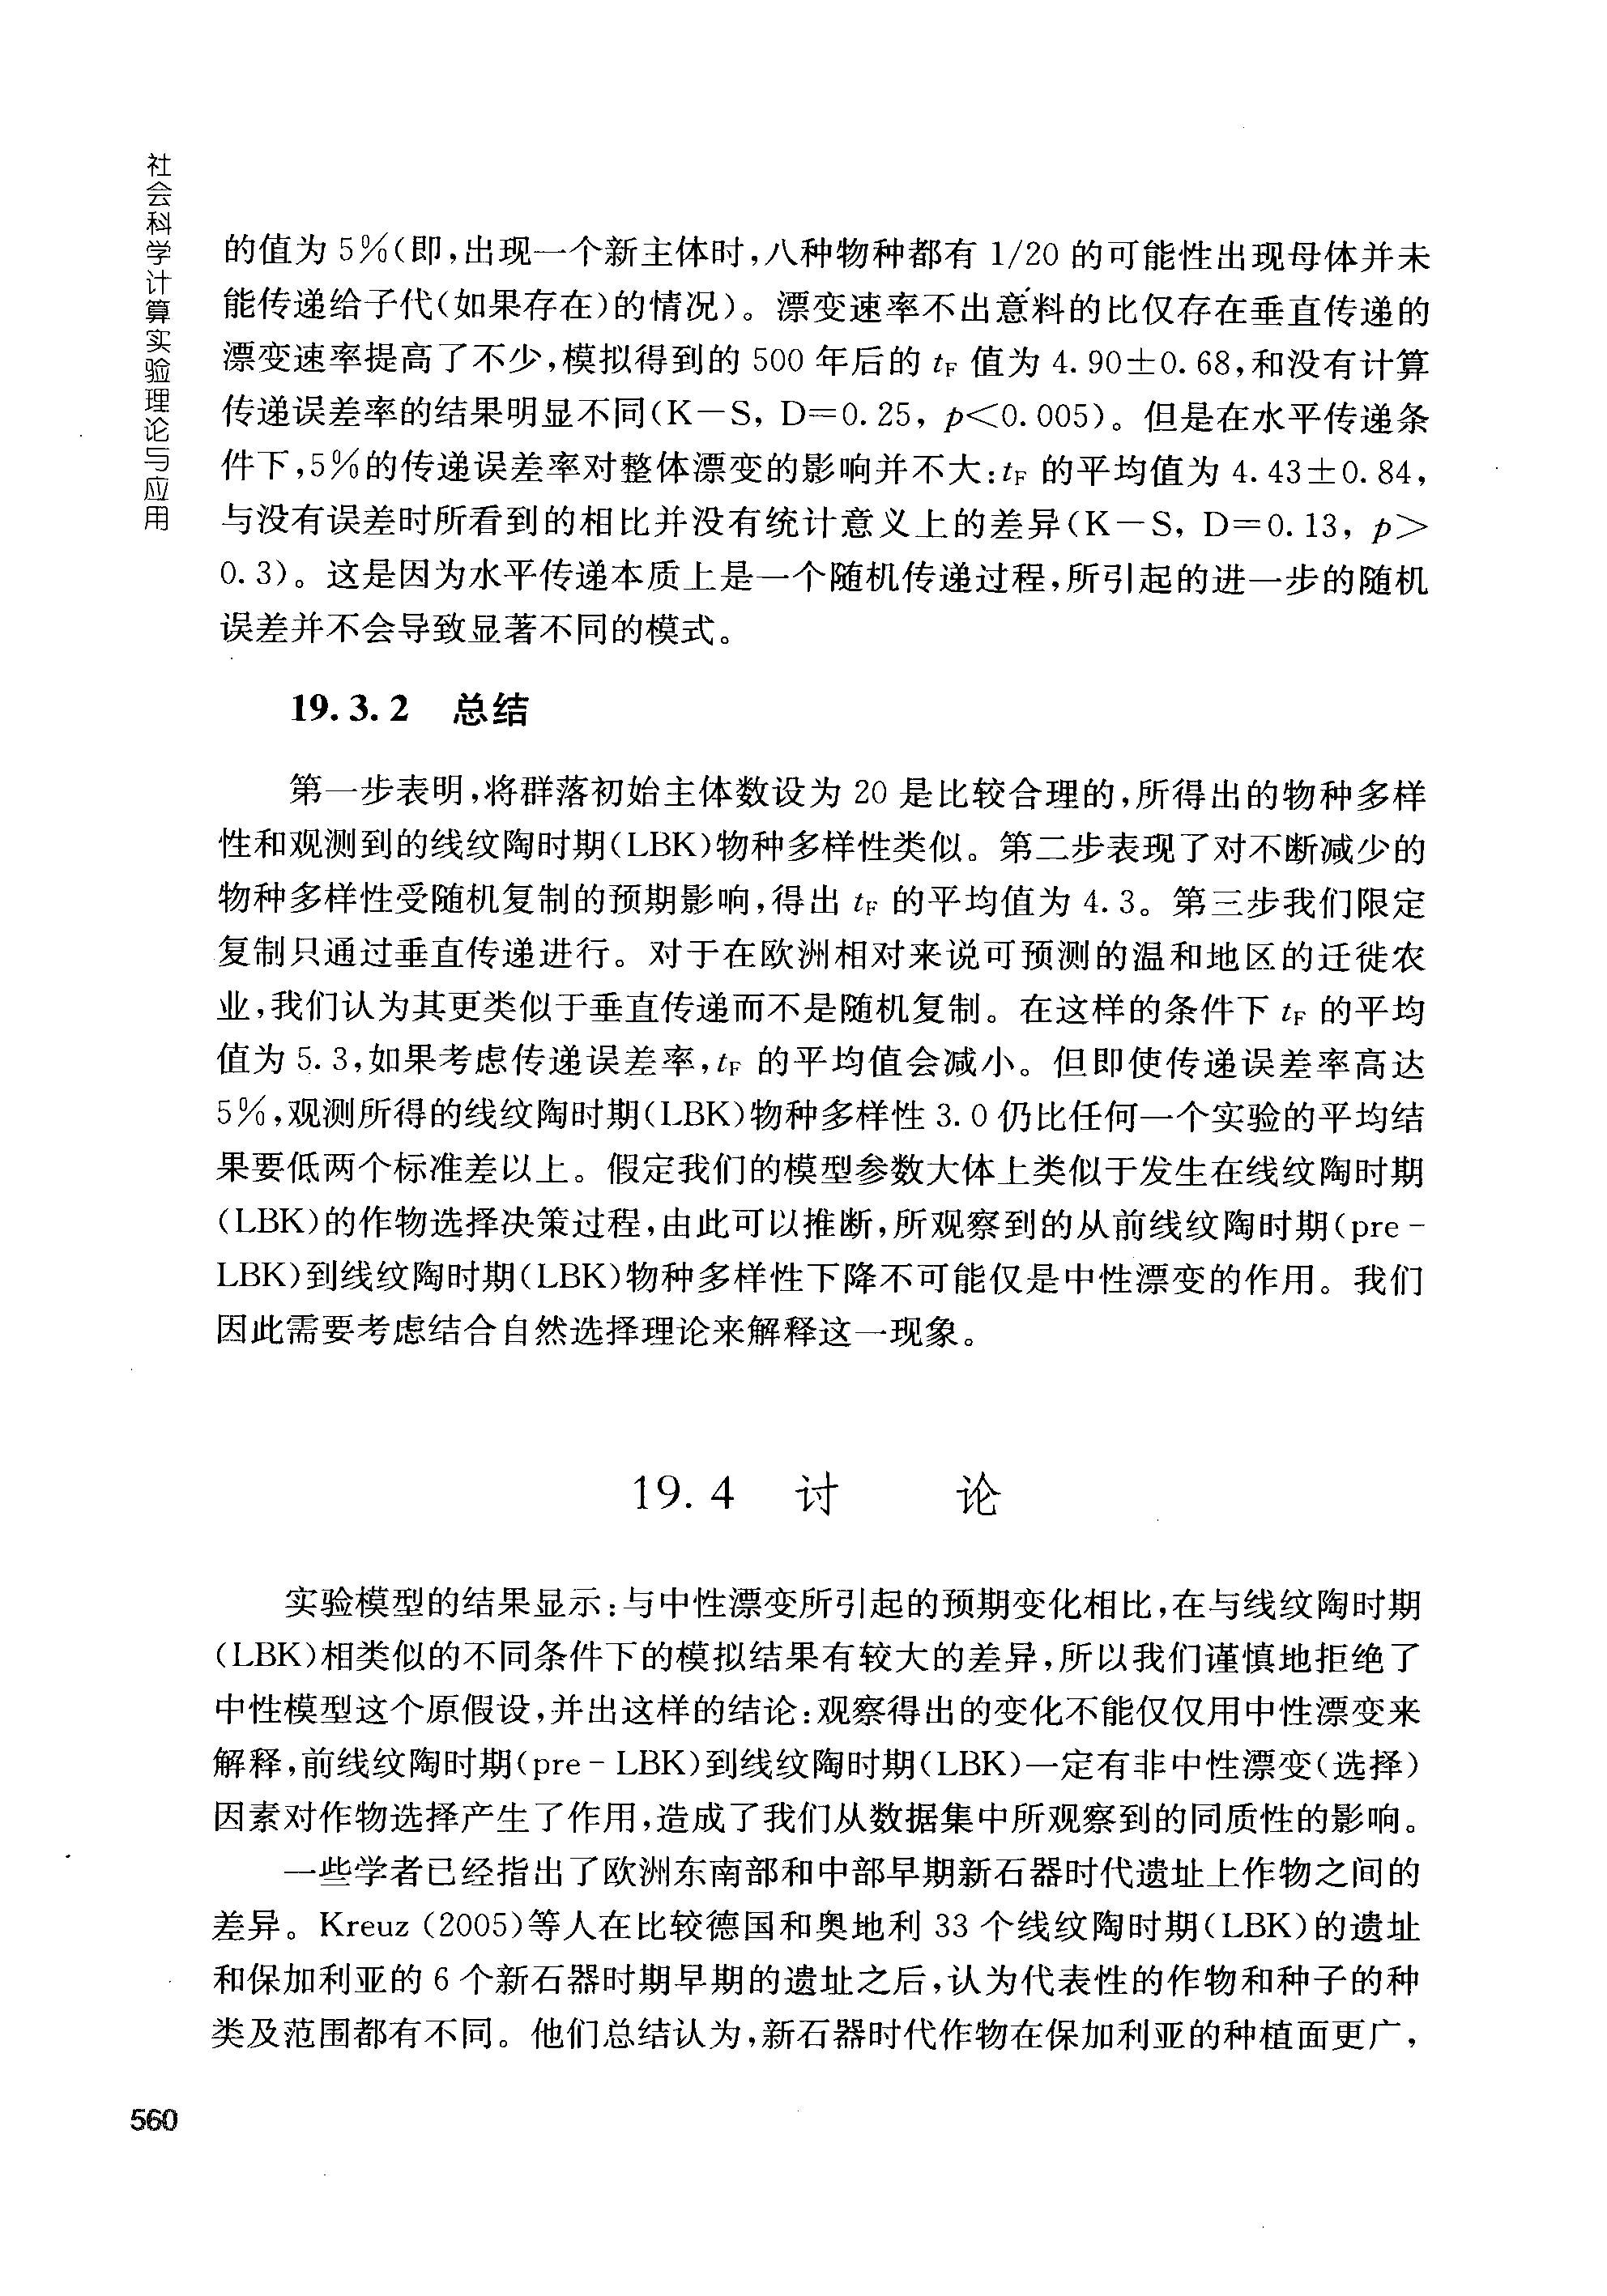 社会科学计算实验理论与应用
的值为 5%(即,出现一个新主体时,八种物种都有 1/20 的可能性出现母体并未
能传递给子代(如果存在)的情况)。漂变速率不出意料的比仅存在垂直传递的
漂变速率提高了不少,模拟得到的 500 年后的 tF 值为 4.90±0.68,和没有计算
传递误差率的结果明显不同(K-S, D=0.25, p<0.005)。但是在水平传递条
件下,5%的传递误差率对整体漂变的影响并不大:tF 的平均值为 4.43±0.84,
与没有误差时所看到的相比并没有统计意义上的差异(K-S, D=0.13, p>
0.3)。这是因为水平传递本质上是一个随机传递过程,所引起的进一步的随机
误差并不会导致显著不同的模式。
19.3.2 总结
第一步表明,将群落初始主体数设为 20 是比较合理的,所得出的物种多样
性和观测到的线纹陶时期(LBK)物种多样性类似。第二步表现了对不断减少的
物种多样性受随机复制的预期影响,得出 tF 的平均值为 4.3。第三步我们限定
复制只通过垂直传递进行。对于在欧洲相对来说可预测的温和地区的迁徙农
业,我们认为其更类似于垂直传递而不是随机复制。在这样的条件下 tF 的平均
值为 5.3,如果考虑传递误差率,tF 的平均值会减小。但即使传递误差率高达
5%,观测所得的线纹陶时期(LBK)物种多样性 3.0 仍比任何一个实验的平均结
果要低两个标准差以上。假定我们的模型参数大体上类似于发生在线纹陶时期
(LBK)的作物选择决策过程,由此可以推断,所观察到的从前线纹陶时期(pre-
LBK)到线纹陶时期(LBK)物种多样性下降不可能仅是中性漂变的作用。我们
因此需要考虑结合自然选择理论来解释这一现象。
19.4 讨 论
实验模型的结果显示:与中性漂变所引起的预期变化相比,在与线纹陶时期
(LBK)相类似的不同条件下的模拟结果有较大的差异,所以我们谨慎地拒绝了
中性模型这个原假设,并出这样的结论:观察得出的变化不能仅仅用中性漂变来
解释,前线纹陶时期(pre-LBK)到线纹陶时期(LBK)一定有非中性漂变(选择)
因素对作物选择产生了作用,造成了我们从数据集中所观察到的同质性的影响。
一些学者已经指出了欧洲东南部和中部早期新石器时代遗址上作物之间的
差异。Kreuz (2005)等人在比较德国和奥地利 33 个线纹陶时期(LBK)的遗址
和保加利亚的 6 个新石器时期早期的遗址之后,认为代表性的作物和种子的种
类及范围都有不同。他们总结认为,新石器时代作物在保加利亚的种植面更广,
560